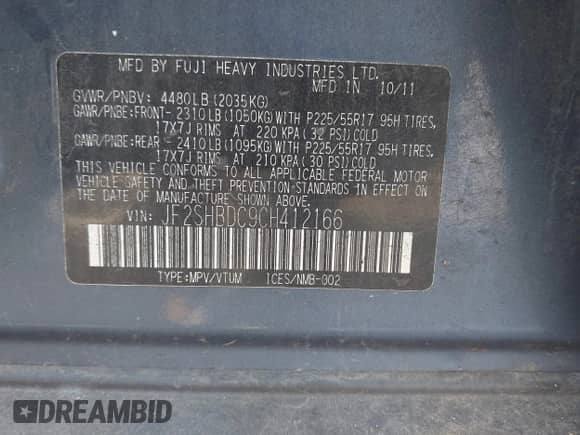 MFD BY FUJI HEAVY INDUSTRIES LTD.
MFD IN 10/11
GVWR/PNBV: 4480LB(2035KG)
GAWR/PNBE:FRONT- 2310LB(1050KG)WITH P225/55R17 95H TIRES,
17X7J RIMS AT 220 KPA(32 PSI)COLD
GAWR/PNBE:REAR - 2410LB(1095KG)WITH P225/55R17 95H TIRES,
17X7J RIMS AT 210 KPA(30 PSI)COLD
THIS VEHICLE CONFORMS TO ALL APPLICABLE FEDERAL MOTOR
VEHICLE SAFETY AND THEFT PREVENTION STANDARDS IN EFFECT ON
THE DATE OF MANUFACTURE SHOWN ABOVE.
VIN: JF2SHBDC9CH412166
TYPE:MPV/VTUM ICES/NMB-002
DREAMBID